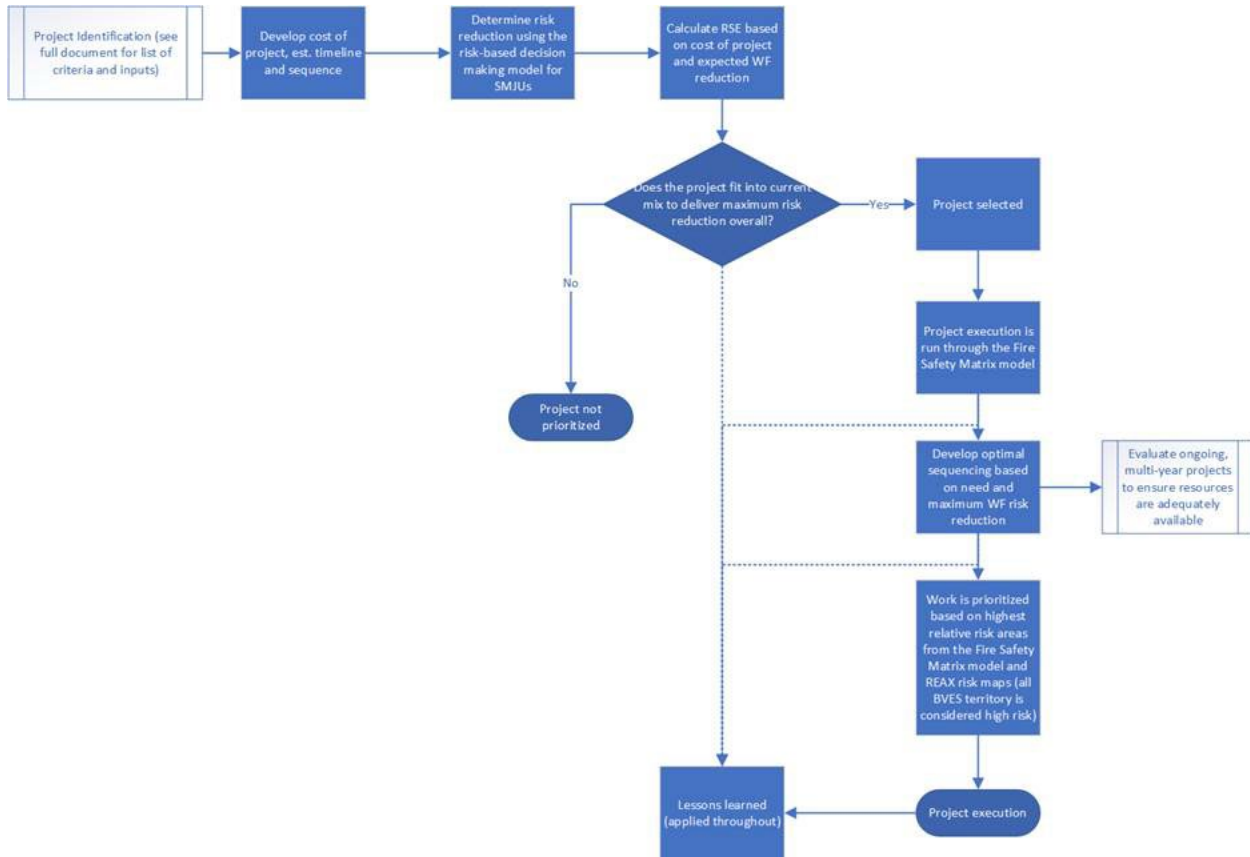 Project Identification (see
full document for list of
criteria and inputs)
Develop cost of
project, est. timeline
and sequence
Determine risk
reduction using the
risk-based decision
making model for
SMJUs
Calculate RSE based
on cost of project
and expected WF
reduction
Does the project fit into current
mix to deliver maximum risk
reduction overall?
Yes
Project selected
No
Project not
prioritized
Project execution is
run through the Fire
Safety Matrix model
Develop optimal
sequencing based
on need and
maximum WF risk
reduction
Evaluate ongoing,
multi-year projects
to ensure resources
are adequately
available
Work is prioritized
based on highest
relative risk areas
from the Fire Safety
Matrix model and
REAX risk maps (all
BVES territory is
considered high risk)
Lessons learned
(applied throughout)
Project execution